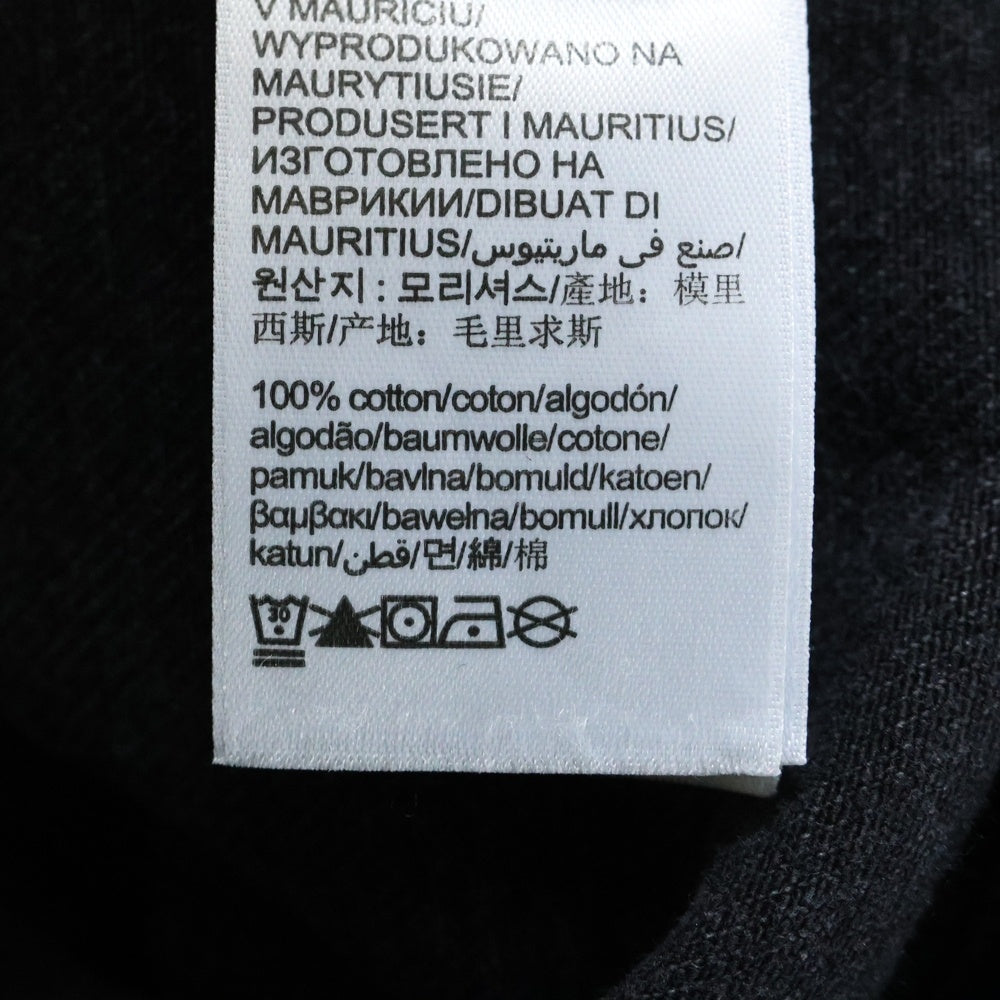 V MAURICIU/
WYPRODUKOWANO NA
MAURYTIUSIE/
PRODUSERT I MAURITIUS/
ИЗГОТОВЛЕНО НА
МАВРИКИИ/DIBUAT DI
MAURITIUS/صنع في ماريتيوس/
원산지 : 모리셔스/產地：模里
西斯/产地：毛里求斯
100% cotton/coton/algodón/
algodão/baumwolle/cotone/
pamuk/bavlna/bomuld/katoen/
βαμβακι/bawełna/bomull/хлопок/
katun/قطن/면/綿/棉
30